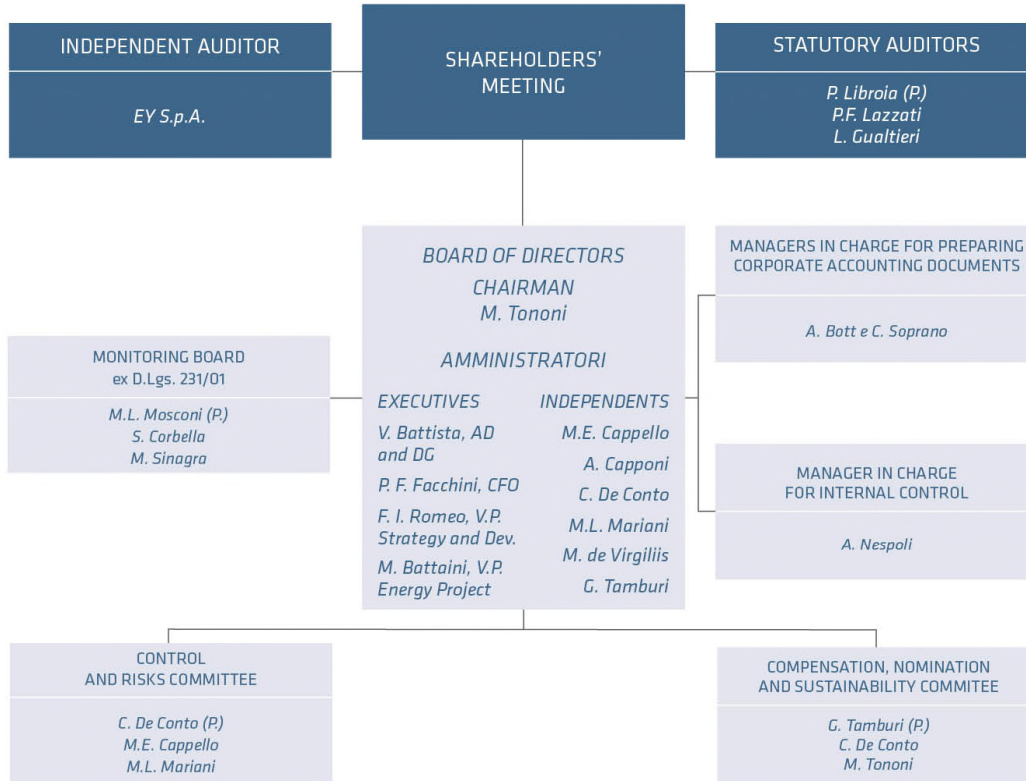 INDEPENDENT AUDITOR
EY S.p.A.
SHAREHOLDERS'
MEETING
STATUTORY AUDITORS
P. Libroia (P.)
P.F. Lazzati
L. Gualtieri
BOARD OF DIRECTORS
CHAIRMAN
M. Tononi
AMMINISTRATORI
EXECUTIVES
V. Battista, AD
and DG
P. F. Facchini, CFO
F. I. Romeo, V.P.
Strategy and Dev.
M. Battaini, V.P.
Energy Project
INDEPENDENTS
M.E. Cappello
A. Capponi
C. De Conto
M.L. Mariani
M. de Virgiliis
G. Tamburi
MANAGERS IN CHARGE FOR PREPARING
CORPORATE ACCOUNTING DOCUMENTS
A. Bott e C. Soprano
MONITORING BOARD
ex D.Lgs. 231/01
M.L. Mosconi (P.)
S. Corbella
M. Sinagra
MANAGER IN CHARGE
FOR INTERNAL CONTROL
A. Nespoli
CONTROL
AND RISKS COMMITTEE
C. De Conto (P.)
M.E. Cappello
M.L. Mariani
COMPENSATION, NOMINATION
AND SUSTAINABILITY COMMITEE
G. Tamburi (P.)
C. De Conto
M. Tononi